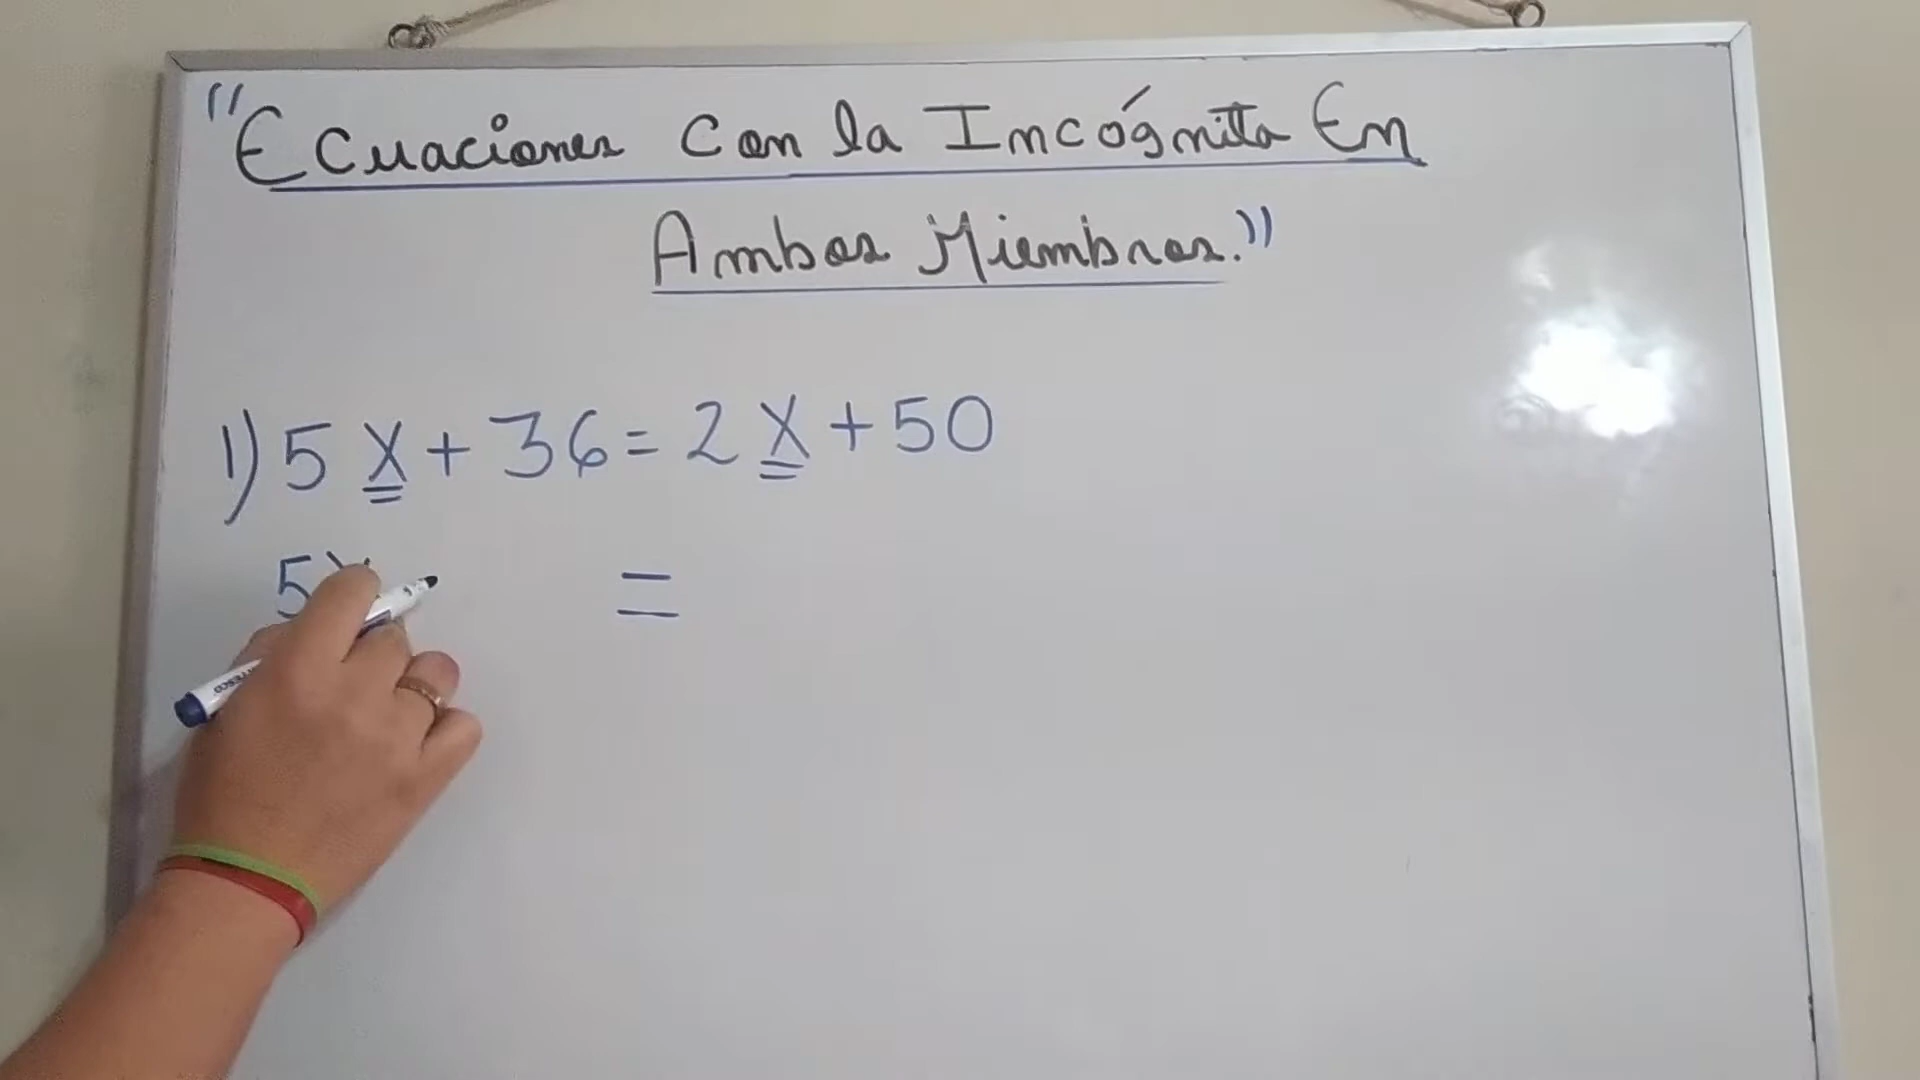 "Ecuaciones Con la Incógnita En
Ambos Miembros."
1) 5x + 36 = 2x + 50
5x =